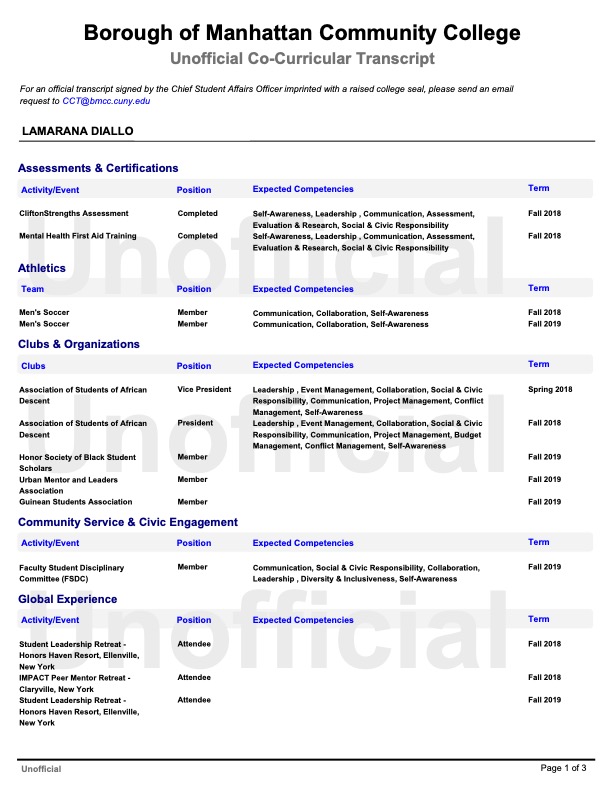 Borough of Manhattan Community College
Unofficial Co-Curricular Transcript
For an official transcript signed by the Chief Student Affairs Officer imprinted with a raised college seal, please send an email
request to CCT@bmcc.cuny.edu
LAMARANA DIALLO
Assessments & Certifications
Activity/Event Position Expected Competencies Term
CliftonStrengths Assessment Completed Self-Awareness, Leadership , Communication, Assessment, Fall 2018
Evaluation & Research, Social & Civic Responsibility
Mental Health First Aid Training Completed Self-Awareness, Leadership , Communication, Assessment, Fall 2018
Evaluation & Research, Social & Civic Responsibility
Unofficial
Athletics
Team Position Expected Competencies Term
Men's Soccer Member Communication, Collaboration, Self-Awareness Fall 2018
Men's Soccer Member Communication, Collaboration, Self-Awareness Fall 2019
Clubs & Organizations
Clubs Position Expected Competencies Term
Association of Students of African Vice President Leadership , Event Management, Collaboration, Social & Civic Spring 2018
Descent Responsibility, Communication, Project Management, Conflict
Management, Self-Awareness
Association of Students of African President Leadership , Event Management, Collaboration, Social & Civic Fall 2018
Descent Responsibility, Communication, Project Management, Budget
Management, Conflict Management, Self-Awareness
Unofficial
Honor Society of Black Student Member Fall 2019
Scholars
Urban Mentor and Leaders Member Fall 2019
Association
Guinean Students Association Member Fall 2019
Community Service & Civic Engagement
Activity/Event Position Expected Competencies Term
Faculty Student Disciplinary Member Communication, Social & Civic Responsibility, Collaboration, Fall 2019
Committee (FSDC) Leadership , Diversity & Inclusiveness, Self-Awareness
Global Experience
Activity/Event Position Expected Competencies Term
Unofficial
Student Leadership Retreat - Attendee Fall 2018
Honors Haven Resort, Ellenville,
New York
IMPACT Peer Mentor Retreat - Attendee Fall 2018
Claryville, New York
Student Leadership Retreat - Attendee Fall 2019
Honors Haven Resort, Ellenville,
New York
Unofficial Page 1 of 3